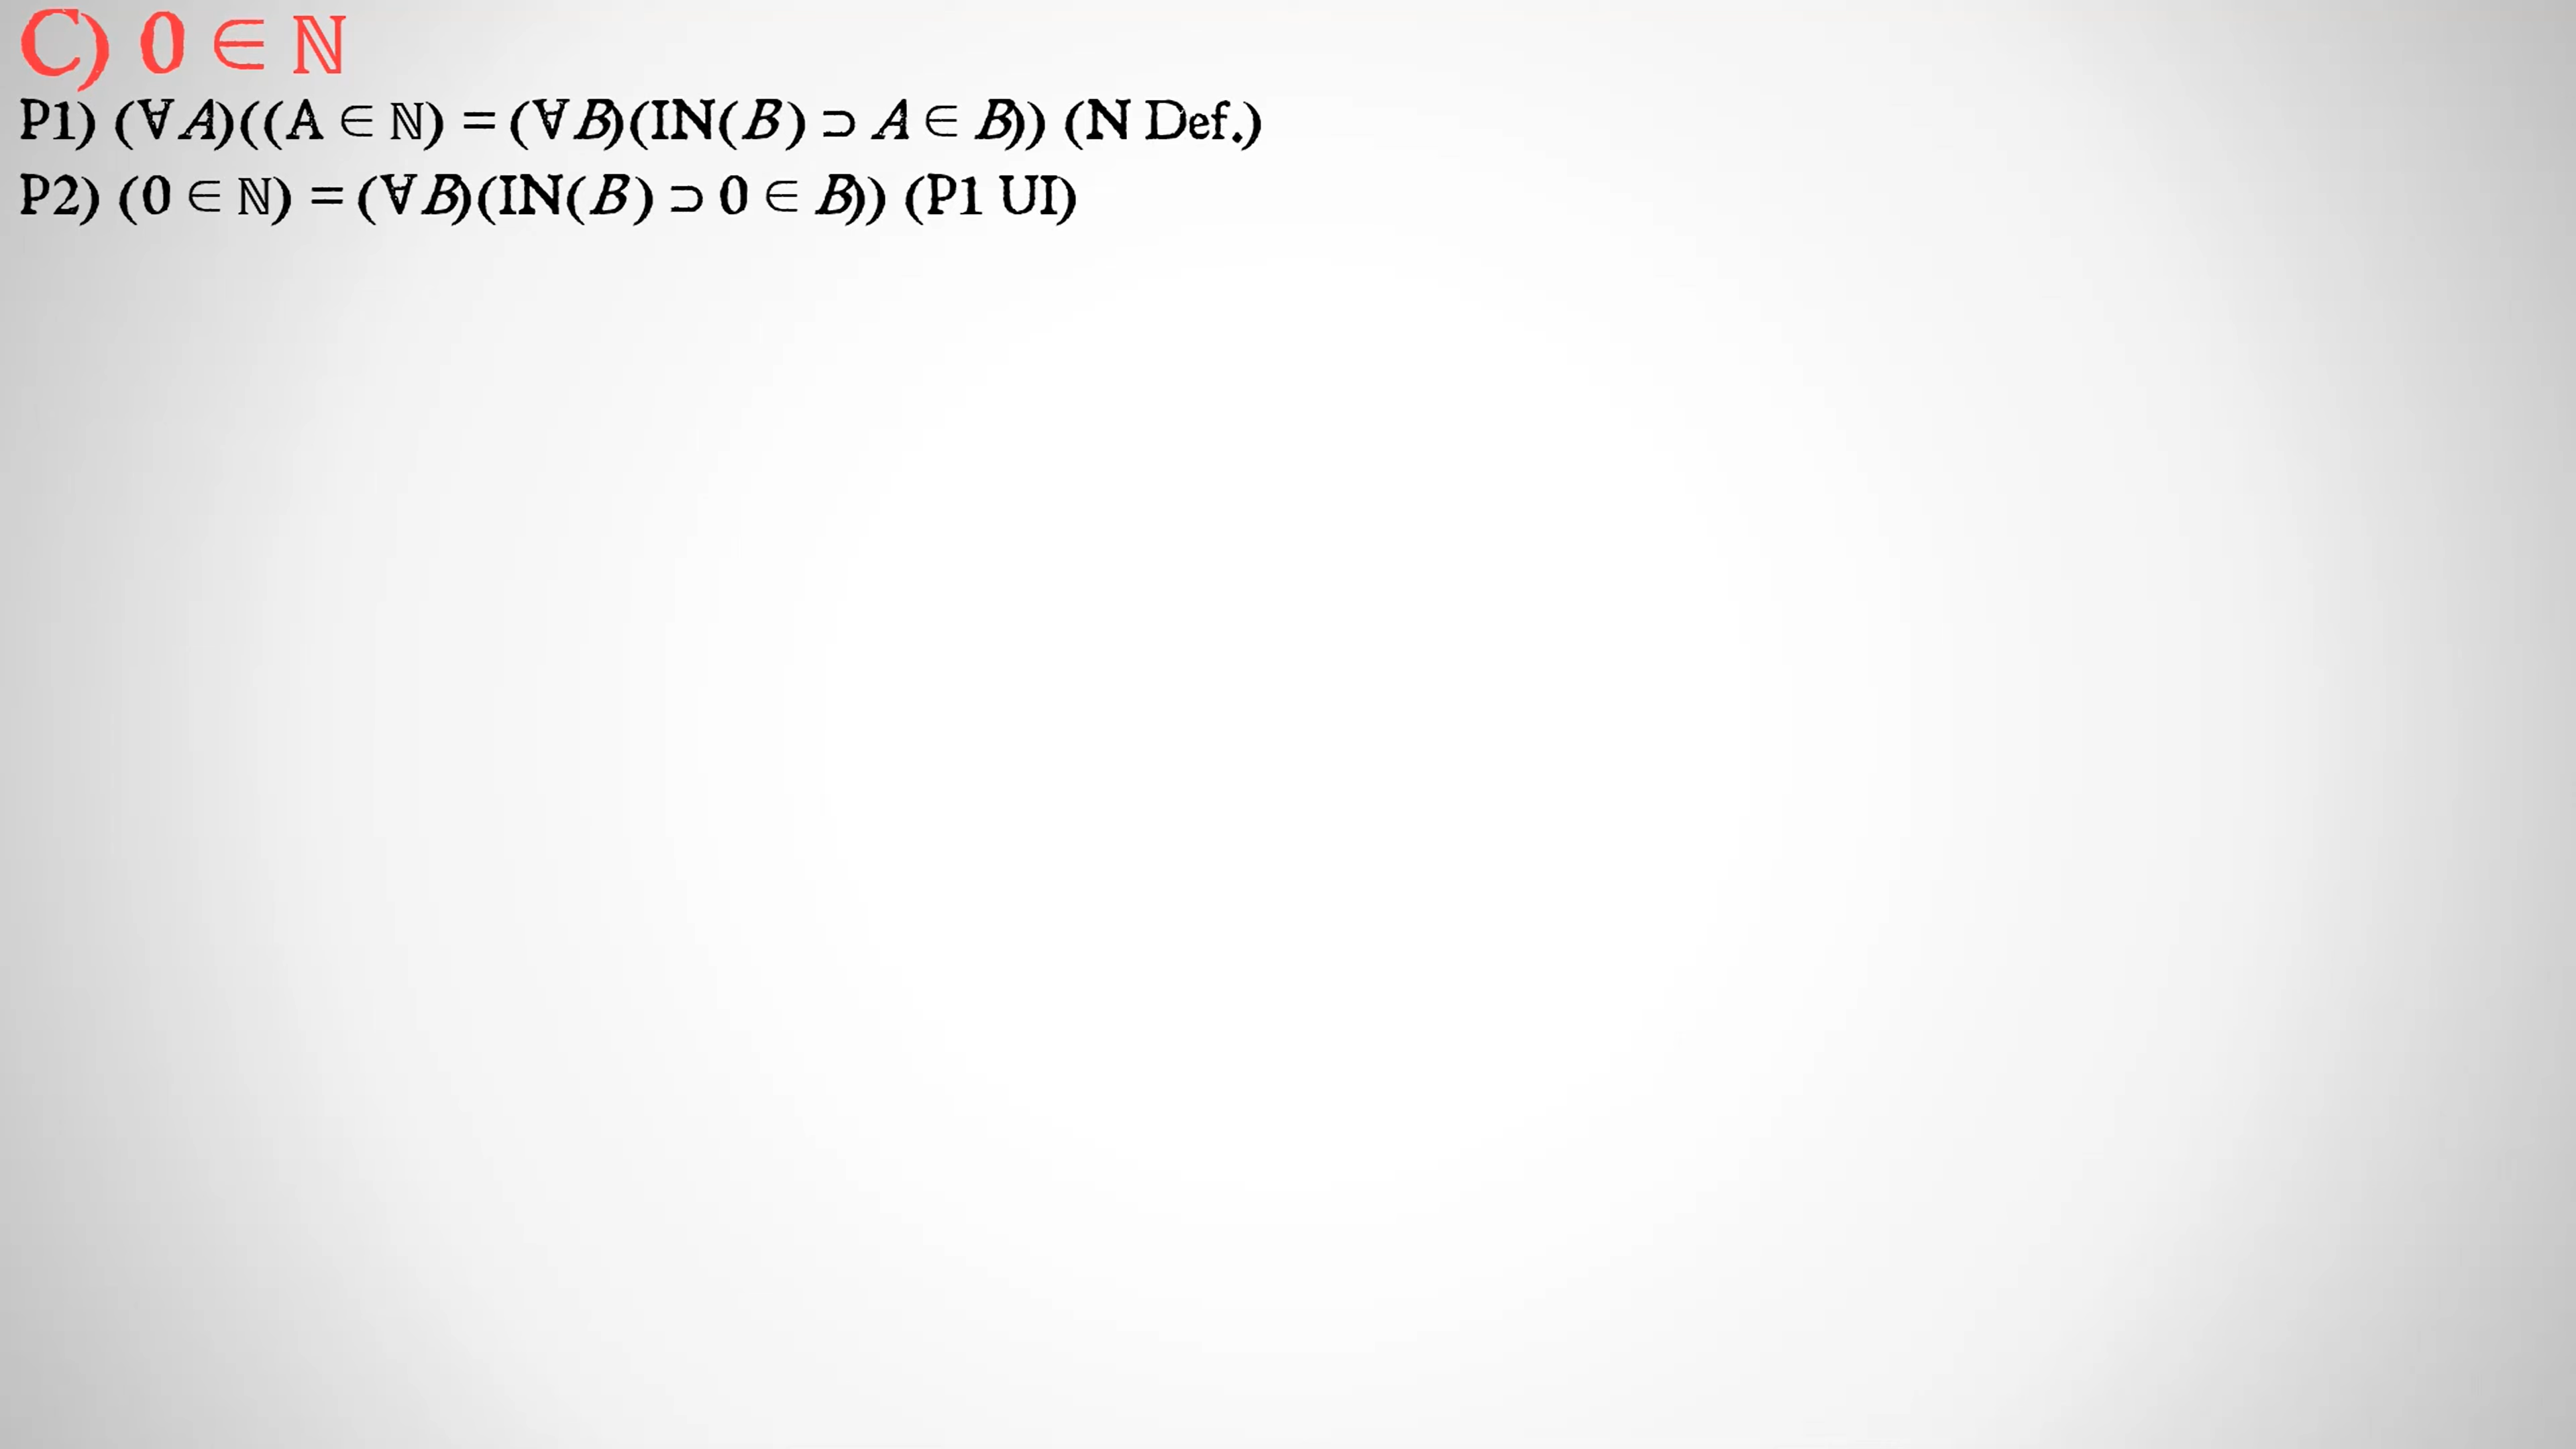 C) 0 ∈ ℕ
P1) (∀A)((A ∈ ℕ) = (∀B)(IN(B) ⊃ A ∈ B)) (N Def.)
P2) (0 ∈ ℕ) = (∀B)(IN(B) ⊃ 0 ∈ B)) (P1 UI)